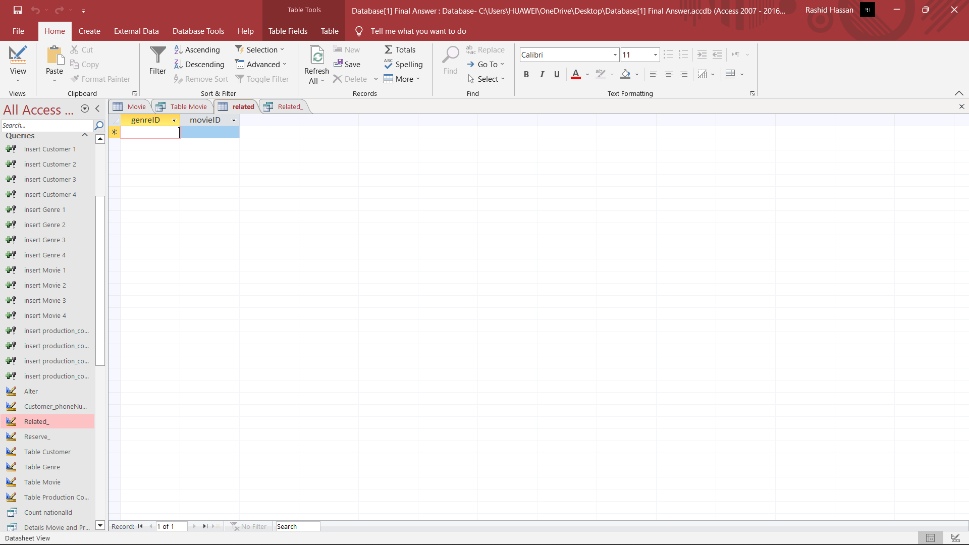 Table Tools
Database[1] Final Answer : Database- C:\Users\HUAWEI\OneDrive\Desktop\Database[1] Final Answer.accdb (Access 2007 - 2016...
Rashid Hassan
RH
File
Home
Create
External Data
Database Tools
Help
Table Fields
Table
Tell me what you want to do
View
Views
Paste
Cut
Copy
Format Painter
Clipboard
Filter
Ascending
Descending
Remove Sort
Selection
Advanced
Toggle Filter
Sort & Filter
Refresh
All
New
Save
Delete
Totals
Spelling
More
Records
Find
Replace
Go To
Select
Find
Calibri
11
B I U
A
Text Formatting
All Access ...
Search...
Queries
insert Customer 1
insert Customer 2
insert Customer 3
insert Customer 4
insert Genre 1
insert Genre 2
insert Genre 3
insert Genre 4
insert Movie 1
insert Movie 2
insert Movie 3
insert Movie 4
insert production_co...
insert production_co...
insert production_co...
insert production_co...
Alter
Customer_phoneNu...
Related_
Reserve_
Table Customer
Table Genre
Table Movie
Table Production Co...
Count nationalId
Details Movie and Pr...
Movie
Table Movie
related
Related_
genreID
movieID
Record:
1 of 1
No Filter
Search
Datasheet View